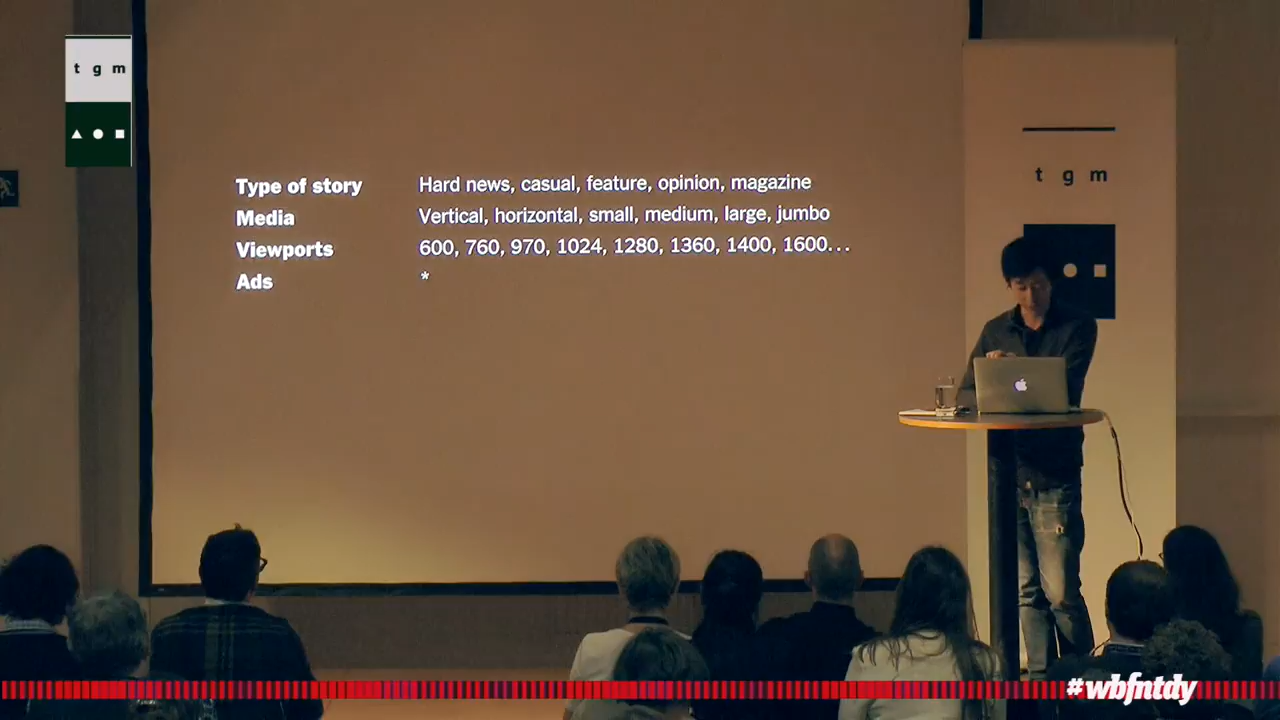 t g m
Type of story Hard news, casual, feature, opinion, magazine
Media Vertical, horizontal, small, medium, large, jumbo
Viewports 600, 760, 970, 1024, 1280, 1360, 1400, 1600...
Ads *
t g m
#wbfntdy